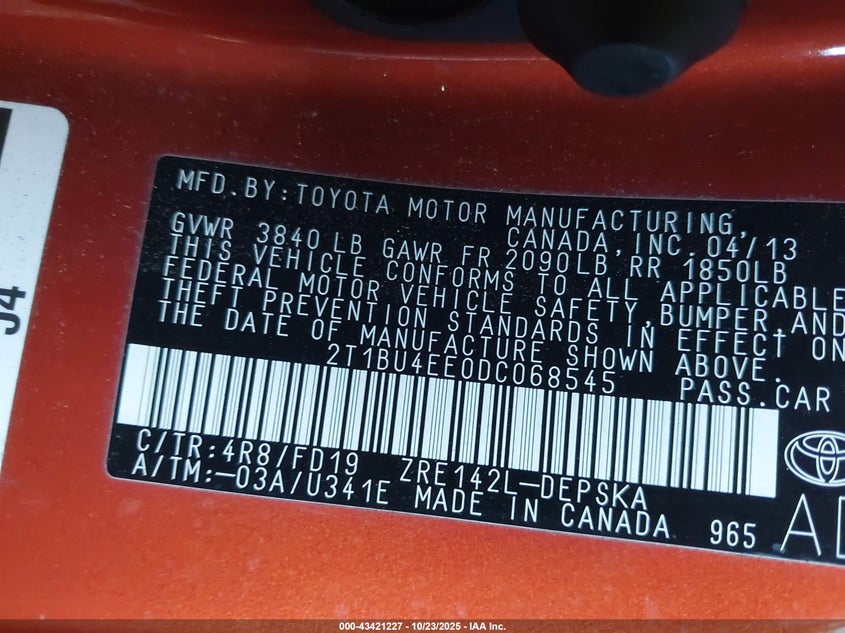 MFD.BY:TOYOTA MOTOR MANUFACTURING,
CANADA,INC. 04/13
GVWR 3840LB GAWR FR 2090LB RR 1850LB
THIS VEHICLE CONFORMS TO ALL APPLICABLE
FEDERAL MOTOR VEHICLE SAFETY,BUMPER,AND
THEFT PREVENTION STANDARDS IN EFFECT ON
THE DATE OF MANUFACTURE SHOWN ABOVE.
2T1BU4EE0DC068545 PASS.CAR
C/TR:4R8/FD19 ZRE142L-DEPSKA
A/TM:-03A/U341E MADE IN CANADA 965
J4
000-43421227 - 10/23/2025 - IAA Inc.